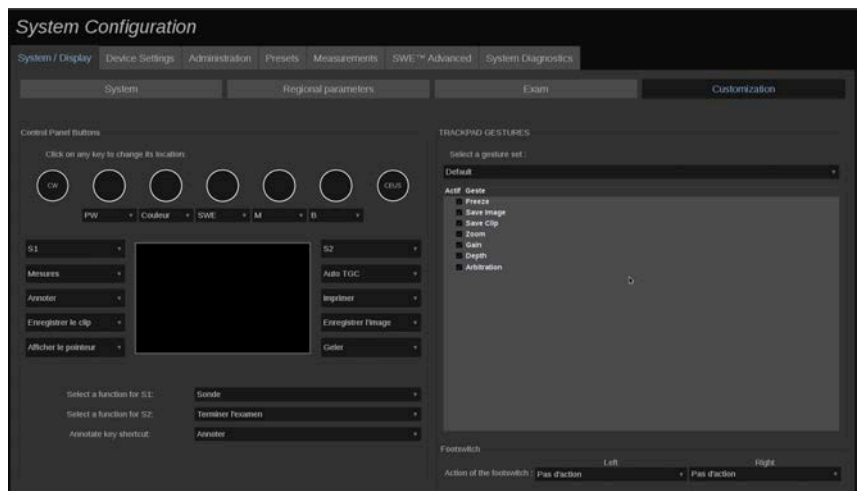 System Configuration
System / Display Device Settings Administration Presets Measurements SWE™ Advanced System Diagnostics
System Regional parameters Exam Customization
Control Panel Buttons
Click on any key to change its location:
CW CEUS
PW Couleur SWE M B
S1 S2
Mesures Auto TGC
Annoter Imprimer
Enregistrer le clip Enregistrer l'image
Afficher le pointeur Geler
Select a function for S1: Sonde
Select a function for S2: Terminer l'examen
Annotate key shortcut: Annoter
TRACKPAD GESTURES
Select a gesture set :
Default
Actif Geste
Freeze
Save Image
Save Clip
Zoom
Gain
Depth
Arbitration
Footswitch
Left Right
Action of the footswitch : Pas d'action Pas d'action